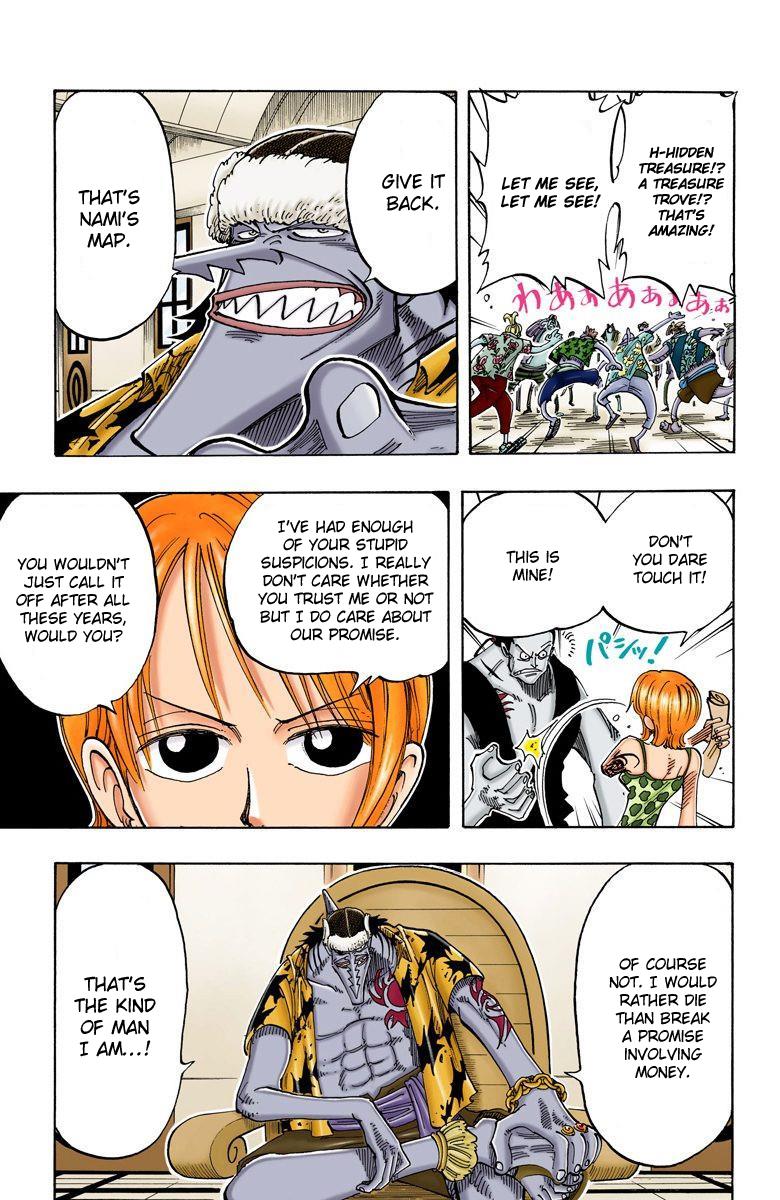 H-HIDDEN
TREASURE!?
A TREASURE
TROVE!?
THAT'S
AMAZING!
LET ME SEE,
LET ME SEE!
わあぁあぁぁぁぁ
GIVE IT
BACK.
THAT'S
NAMI'S
MAP.
DON'T
YOU DARE
TOUCH IT!
THIS IS
MINE!
パシッ!
I'VE HAD ENOUGH
OF YOUR STUPID
SUSPICIONS. I REALLY
DON'T CARE WHETHER
YOU TRUST ME OR NOT
BUT I DO CARE ABOUT
OUR PROMISE.
YOU WOULDN'T
JUST CALL IT
OFF AFTER ALL
THESE YEARS,
WOULD YOU?
OF COURSE
NOT. I WOULD
RATHER DIE
THAN BREAK
A PROMISE
INVOLVING
MONEY.
THAT'S
THE KIND
OF MAN
I AM...!